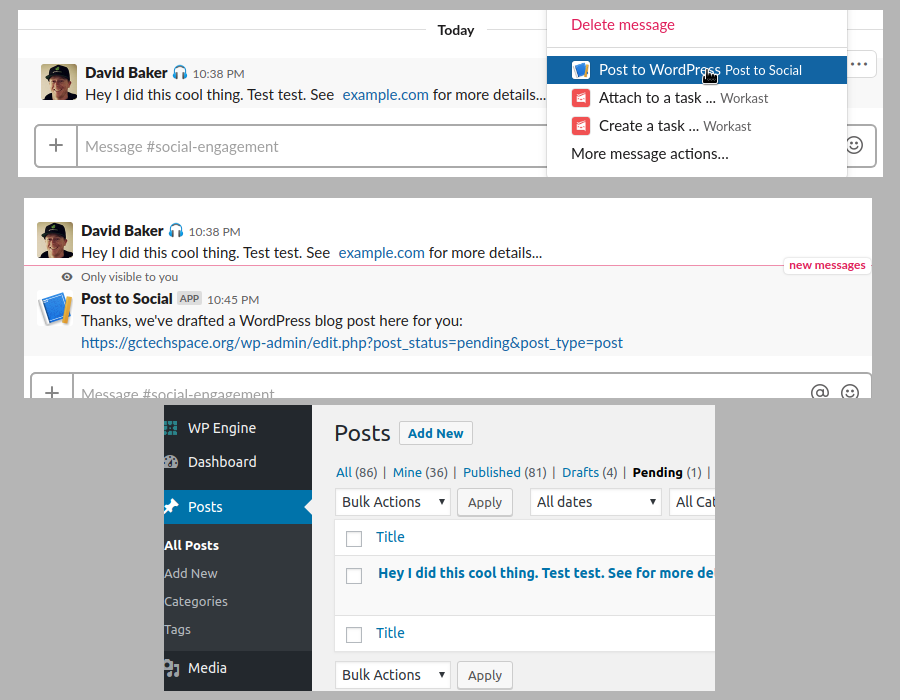 Today
Delete message
David Baker 10:38 PM
Post to WordPress Post to Social
Hey I did this cool thing. Test test. See example.com for more details...
Attach to a task ... Workast
Create a task ... Workast
More message actions...
Message #social-engagement
David Baker 10:38 PM
Hey I did this cool thing. Test test. See example.com for more details...
new messages
Only visible to you
Post to Social APP 10:45 PM
Thanks, we've drafted a WordPress blog post here for you:
https://gctechspace.org/wp-admin/edit.php?post_status=pending&post_type=post
Message #social-engagement
WP Engine
Dashboard
Posts
All Posts
Add New
Categories
Tags
Media
Posts Add New
All (86) | Mine (36) | Published (81) | Drafts (4) | Pending (1) |
Bulk Actions Apply All dates All Cat
Title
Hey I did this cool thing. Test test. See for more de
Title
Bulk Actions Apply